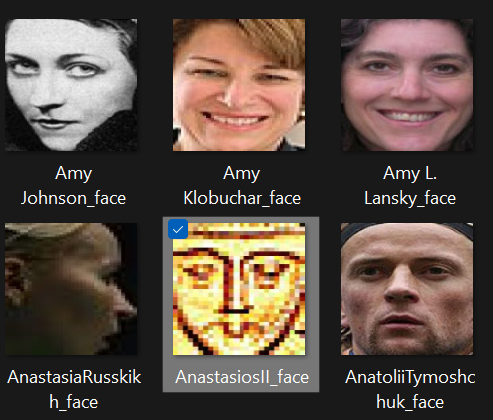 Amy
Johnson_face
Amy
Klobuchar_face
Amy L.
Lansky_face
AnastasiaRusskik
h_face
AnastasiosII_face
AnatoliiTymoshc
huk_face